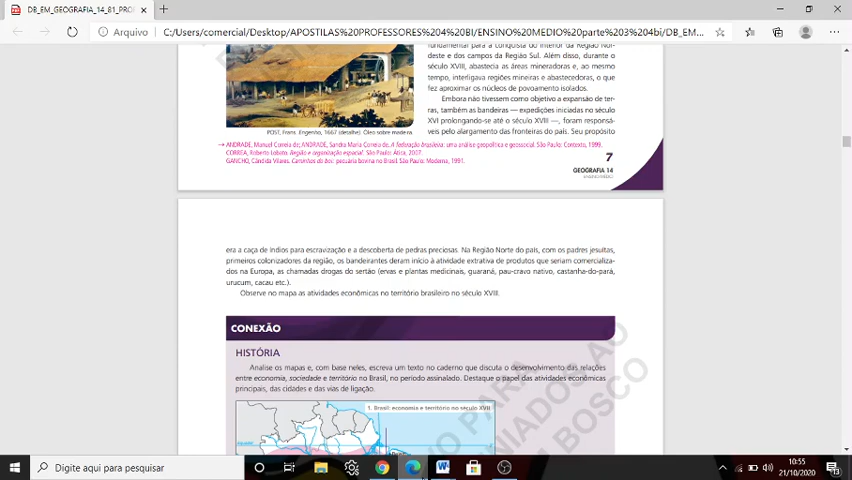 DB_EM_GEOGRAFIA_14_81_PRO
Arquivo
C:/Users/comercial/Desktop/APOSTILAS%20PROFESSORES%204%20BI/ENSINO%20MEDIO%20parte%203%204bi/DB_EM...
fundamental para a conquista do interior da Região Nor-
deste e dos campos da Região Sul. Além disso, durante o
século XVIII, abastecia as áreas mineradoras e, ao mesmo
tempo, interligava regiões mineiras e abastecedoras, o que
fez aproximar os núcleos de povoamento isolados.
Embora não tivessem como objetivo a expansão de ter-
ras, também as bandeiras — expedições iniciadas no século
XVI prolongando-se até o século XVIII —, foram responsá-
veis pelo alargamento das fronteiras do país. Seu propósito
POST, Frans. Engenho, 1667 (detalhe). Óleo sobre madeira.
→ ANDRADE, Manuel Correia de; ANDRADE, Sandra Maria Correia de. A federação brasileira: uma análise geopolítica e geossocial. São Paulo: Contexto, 1999.
CORREA, Roberto Lobato. Região e organização espacial. São Paulo: Ática, 2007.
GANCHO, Cândida Vilares. Caminhos do boi: pecuária bovina no Brasil. São Paulo: Moderna, 1991.
7
GEOGRAFIA 14
ENSINO MÉDIO
era a caça de índios para escravização e a descoberta de pedras preciosas. Na Região Norte do país, com os padres jesuítas,
primeiros colonizadores da região, os bandeirantes deram início à atividade extrativa de produtos que seriam comercializa-
dos na Europa, as chamadas drogas do sertão (ervas e plantas medicinais, guaraná, pau-cravo nativo, castanha-do-pará,
urucum, cacau etc.).
Observe no mapa as atividades econômicas no território brasileiro no século XVIII.
CONEXÃO
HISTÓRIA
Analise os mapas e, com base neles, escreva um texto no caderno que discuta o desenvolvimento das relações
entre economia, sociedade e território no Brasil, no período assinalado. Destaque o papel das atividades econômicas
principais, das cidades e das vias de ligação.
1. Brasil: economia e território no século XVII
Digite aqui para pesquisar
10:55
21/10/2020
13